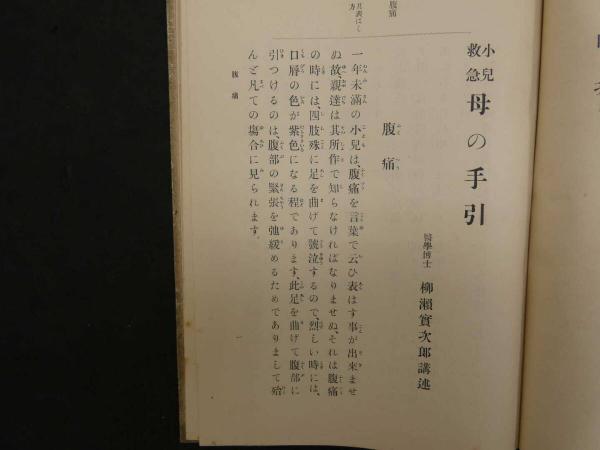 小兒
救急
母の手引
醫學博士 柳瀨實次郎講述
腹痛
一年未滿の小兒は、腹痛を言葉で云ひ表はす事が出來ませ
ぬ故、親達は其所作で知らなければなりませぬ、それは腹痛
の時には、四肢殊に足を曲げて號泣するので、烈しい時には、
口唇の色が紫色になる程であります、此足を曲げて腹部に
引つけるのは、腹部の緊張を弛緩めるためでありまして殆
んど凡ての塲合に見られます。
腹痛
一
腹痛